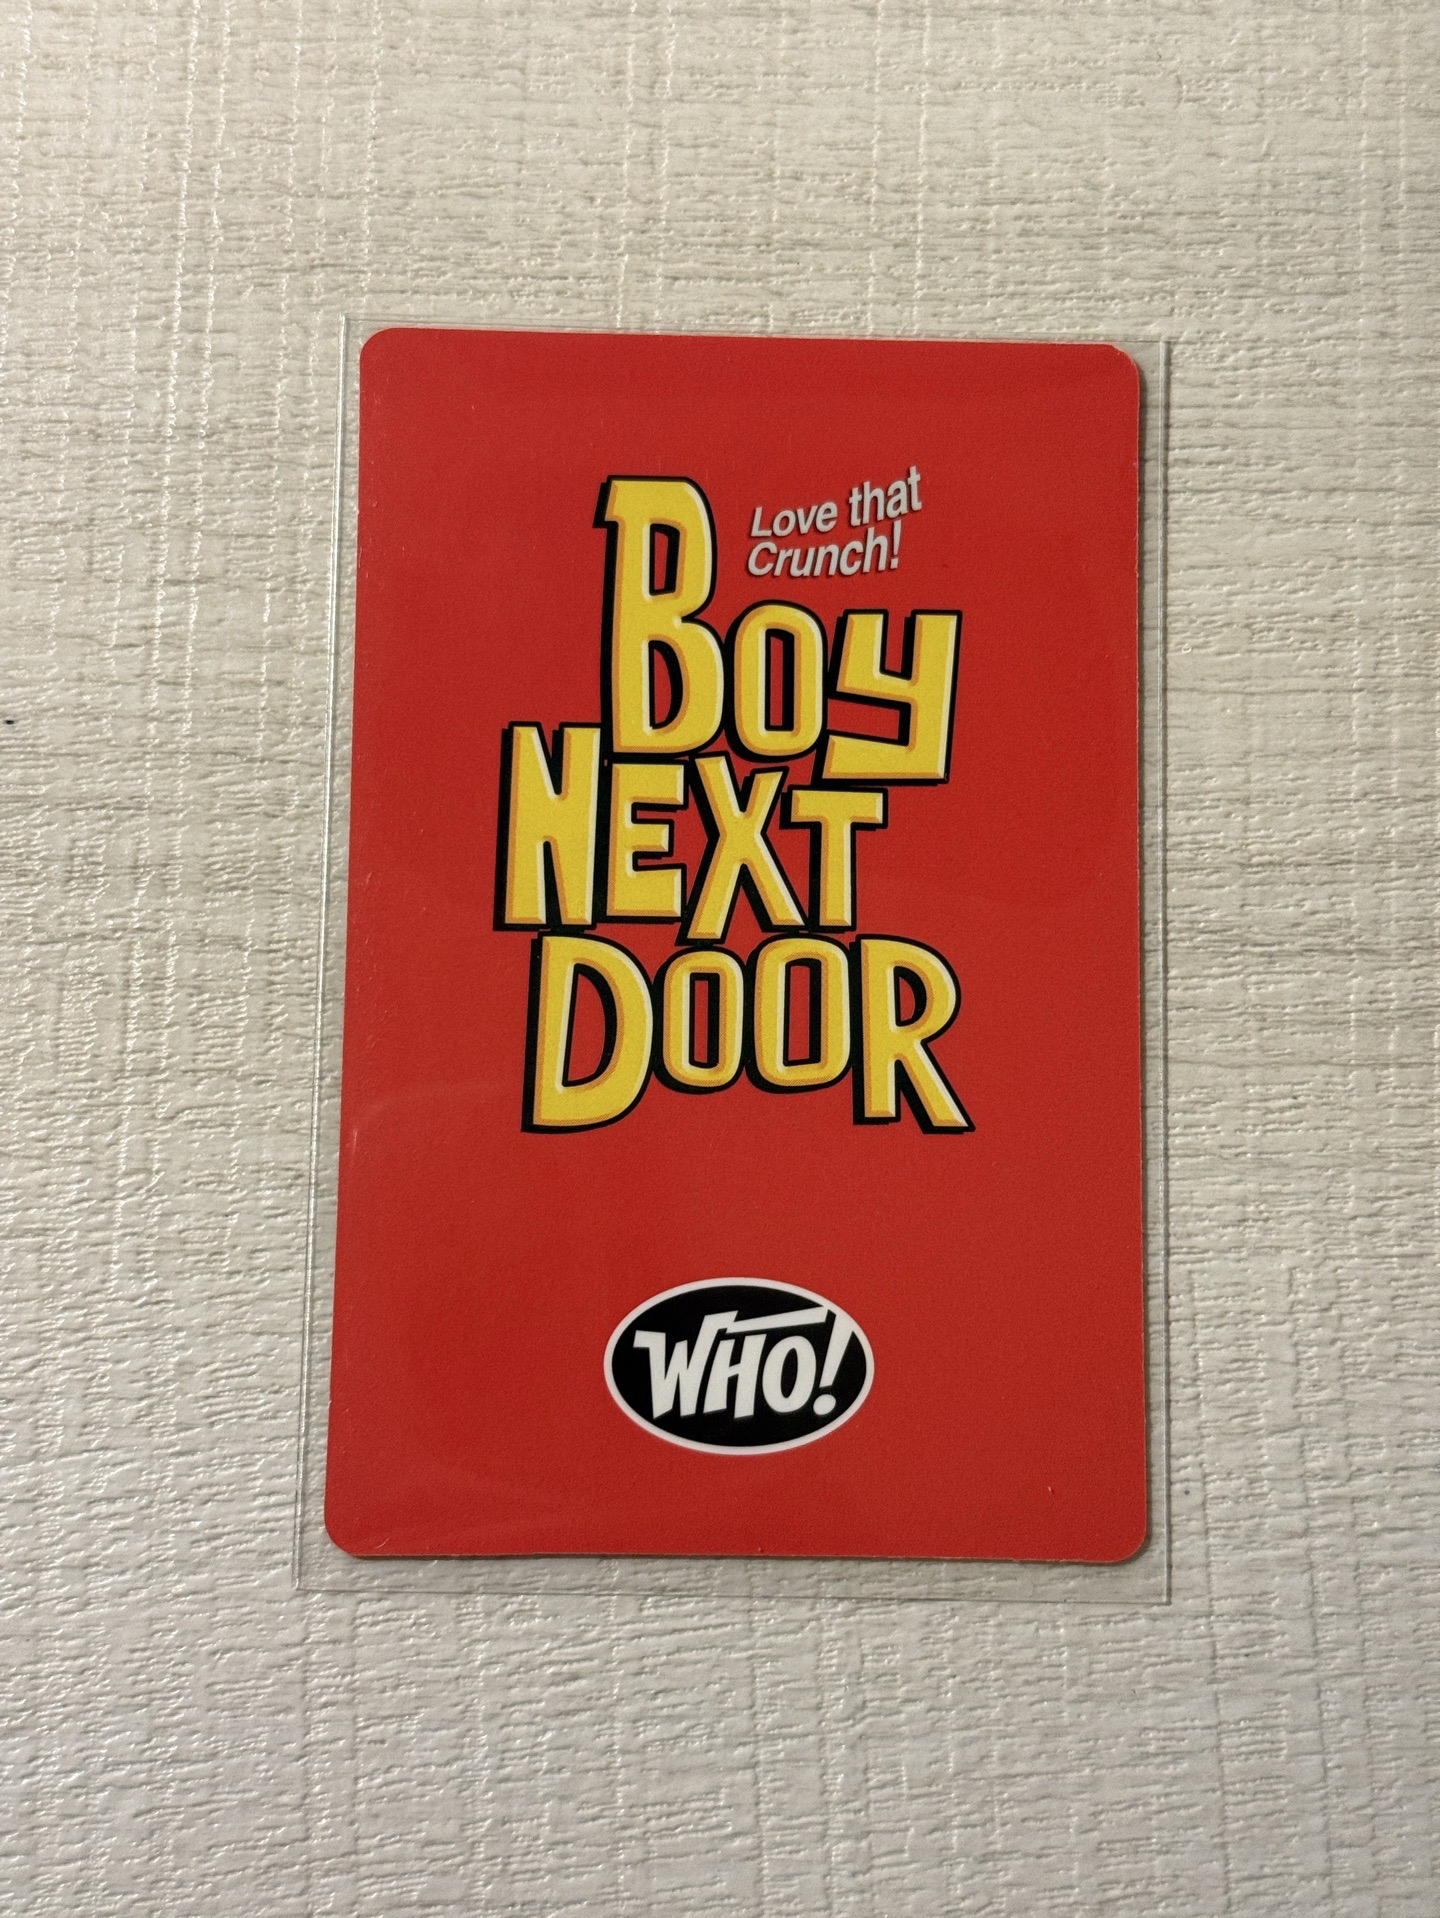 Love that
Crunch!
BOY
NEXT
DOOR
WHO!